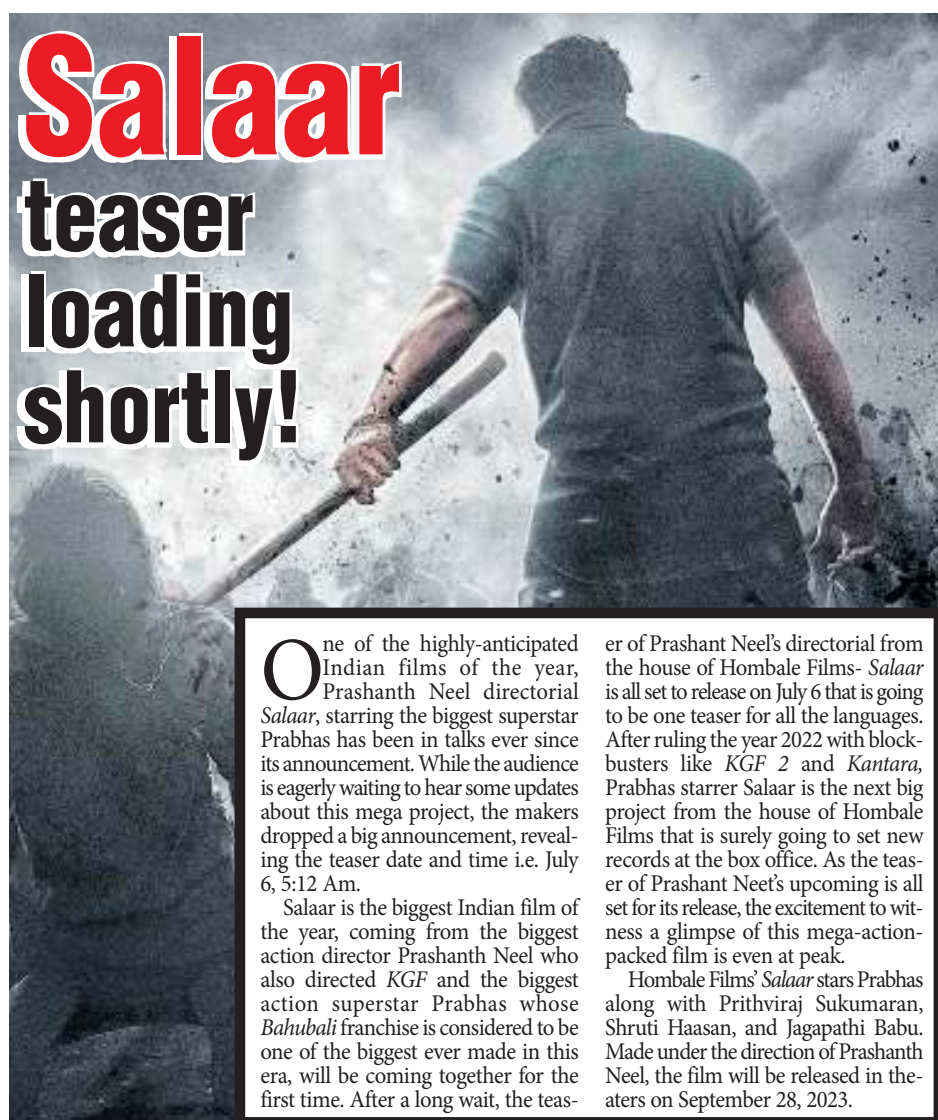 Salaar
teaser
loading
shortly!
One of the highly-anticipated
Indian films of the year,
Prashanth Neel directorial
Salaar, starring the biggest superstar
Prabhas has been in talks ever since
its announcement. While the audience
is eagerly waiting to hear some updates
about this mega project, the makers
dropped a big announcement, reveal-
ing the teaser date and time i.e. July
6, 5:12 Am.
Salaar is the biggest Indian film of
the year, coming from the biggest
action director Prashanth Neel who
also directed KGF and the biggest
action superstar Prabhas whose
Bahubali franchise is considered to be
one of the biggest ever made in this
era, will be coming together for the
first time. After a long wait, the teas-
er of Prashant Neel's directorial from
the house of Hombale Films- Salaar
is all set to release on July 6 that is going
to be one teaser for all the languages.
After ruling the year 2022 with block-
busters like KGF 2 and Kantara,
Prabhas starrer Salaar is the next big
project from the house of Hombale
Films that is surely going to set new
records at the box office. As the teas-
er of Prashant Neet's upcoming is all
set for its release, the excitement to wit-
ness a glimpse of this mega-action-
packed film is even at peak.
Hombale Films' Salaar stars Prabhas
along with Prithviraj Sukumaran,
Shruti Haasan, and Jagapathi Babu.
Made under the direction of Prashanth
Neel, the film will be released in the-
aters on September 28, 2023.